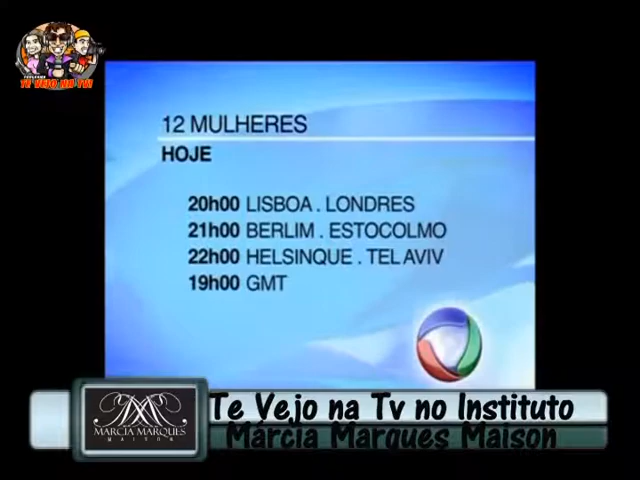 TE VEJO NA TV!
12 MULHERES
HOJE
20h00 LISBOA . LONDRES
21h00 BERLIM . ESTOCOLMO
22h00 HELSINQUE . TEL AVIV
19h00 GMT
MARCIA MARQUES
MAISON
Te Vejo na Tv no Instituto
Márcia Marques Maison